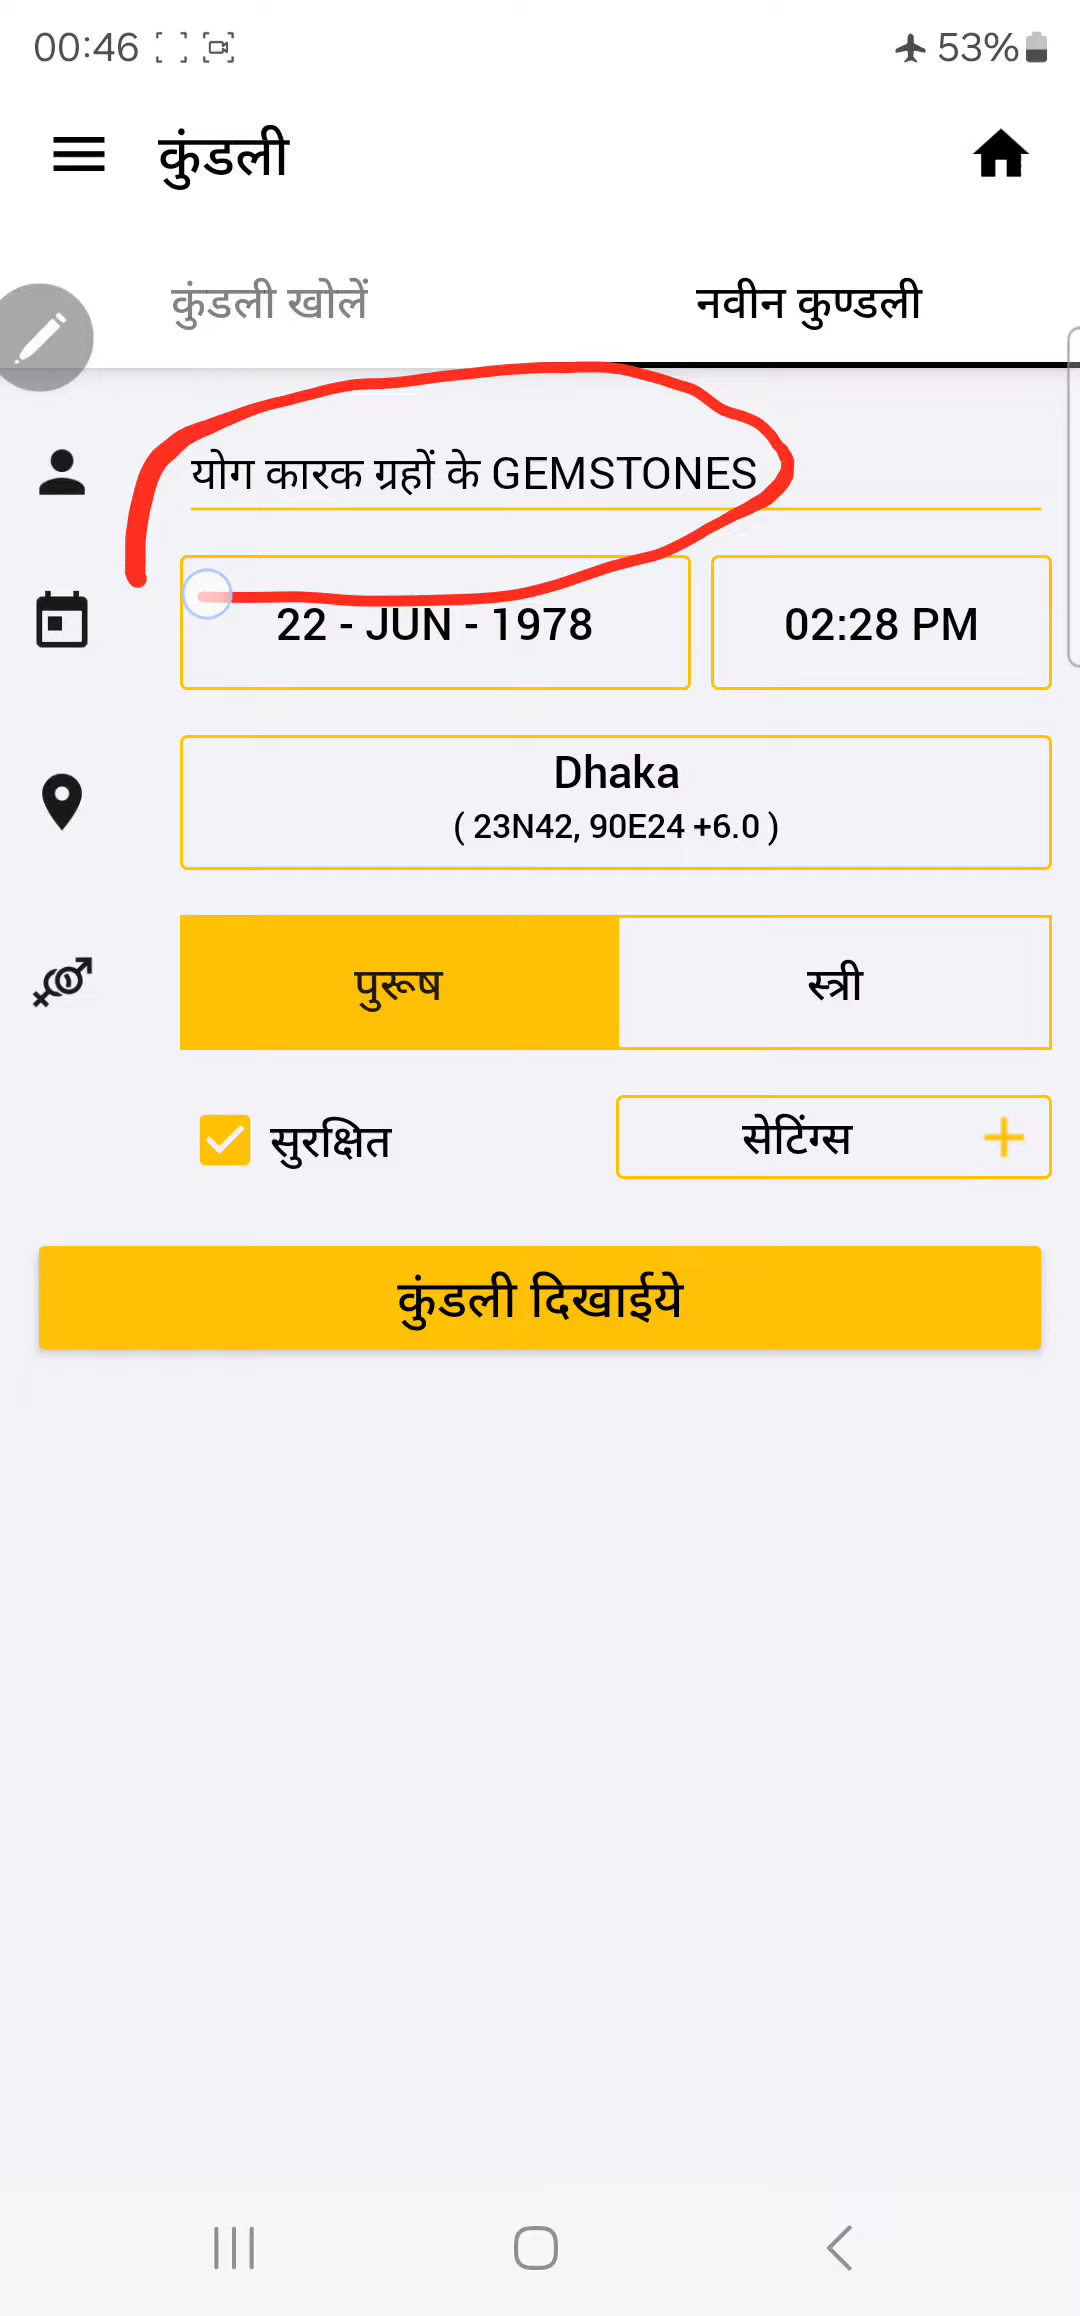 00:46 53%
कुंडली
कुंडली खोलें नवीन कुण्डली
योग कारक ग्रहों के GEMSTONES
22 - JUN - 1978 02:28 PM
Dhaka
( 23N42, 90E24 +6.0 )
पुरूष स्त्री
सुरक्षित सेटिंग्स +
कुंडली दिखाईये